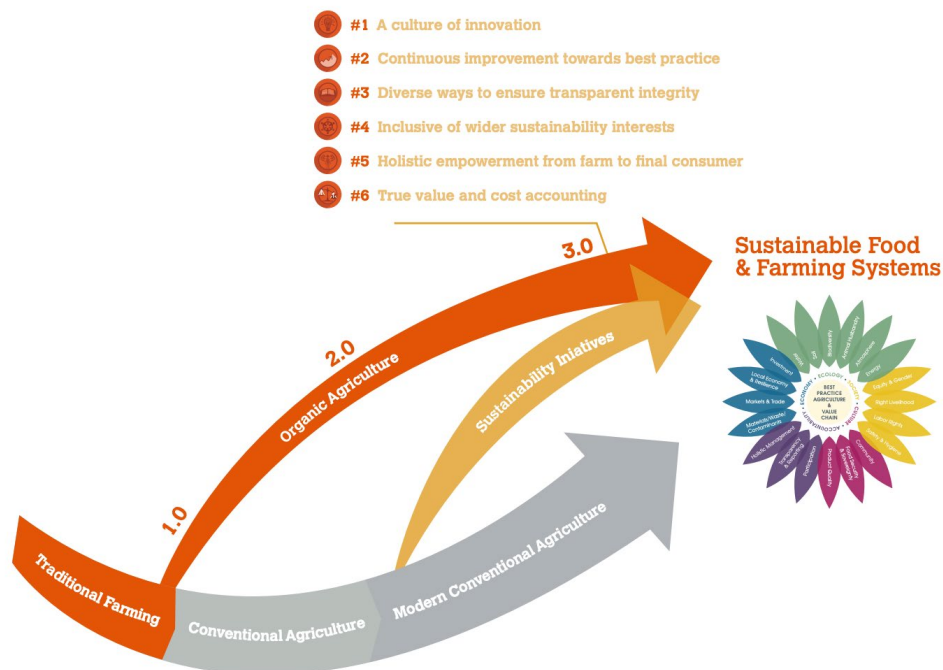 #1 A culture of innovation
#2 Continuous improvement towards best practice
#3 Diverse ways to ensure transparent integrity
#4 Inclusive of wider sustainability interests
#5 Holistic empowerment from farm to final consumer
#6 True value and cost accounting
3.0
Sustainable Food
& Farming Systems
2.0
Organic Agriculture
Sustainability Iniatives
1.0
Traditional Farming
Conventional Agriculture
Modern Conventional Agriculture
BEST
PRACTICE
AGIRCULTURE
&
VALUE
CHAIN
ECOLOGY • SOCIETY • CULTURE • ACCOUNTABILITY • ECONOMY •
Water
Soil
Biodiversity
Animal Husbandry
Atmosphere
Energy
Equity & Gender
Right Livelihood
Labor Rights
Safety & Hygiene
Community
Food Security
& Sovereignty
Product Quality
Participation
Transparency
& Reporting
Holistic Management
Materials/Waste/
Contaminants
Markets & Trade
Local Economy
& Resilience
Investment